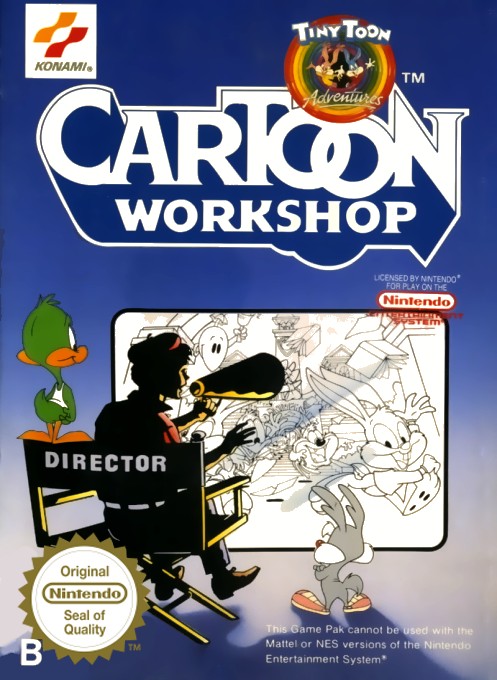 KONAMI®
TINY TOON
Adventures
TM
CARTOON
WORKSHOP
LICENSED BY NINTENDO®
FOR PLAY ON THE
Nintendo
ENTERTAINMENT
SYSTEM®
DIRECTOR
Original
Nintendo
Seal of
Quality
TM
B
This Game Pak cannot be used with the
Mattel or NES versions of the Nintendo
Entertainment System®